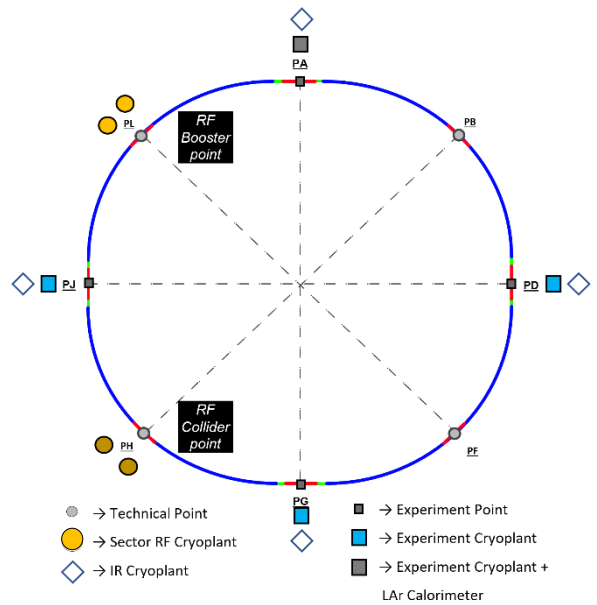 PA
PL
RF
Booster
point
PB
PJ
PD
RF
Collider
point
PH
PF
PG
→ Technical Point
→ Sector RF Cryoplant
→ IR Cryoplant
→ Experiment Point
→ Experiment Cryoplant
→ Experiment Cryoplant +
LAr Calorimeter